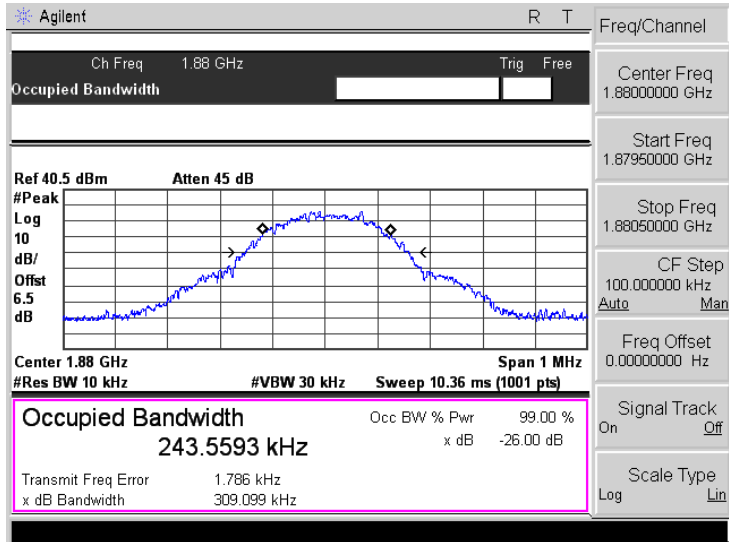 Agilent
R T
Ch Freq 1.88 GHz Trig Free
Occupied Bandwidth
Ref 40.5 dBm Atten 45 dB
#Peak
Log
10
dB/
Offst
6.5
dB
Center 1.88 GHz Span 1 MHz
#Res BW 10 kHz #VBW 30 kHz Sweep 10.36 ms (1001 pts)
Occupied Bandwidth
243.5593 kHz
Occ BW % Pwr 99.00 %
x dB -26.00 dB
Transmit Freq Error 1.786 kHz
x dB Bandwidth 309.099 kHz
Freq/Channel
Center Freq
1.88000000 GHz
Start Freq
1.87950000 GHz
Stop Freq
1.88050000 GHz
CF Step
100.000000 kHz
Auto Man
Freq Offset
0.00000000 Hz
Signal Track
On Off
Scale Type
Log Lin